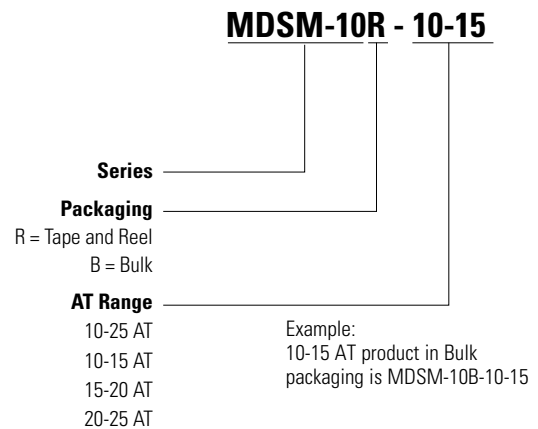 MDSM-10R - 10-15
Series
Packaging
R = Tape and Reel
B = Bulk
AT Range
10-25 AT
10-15 AT
15-20 AT
20-25 AT
Example:
10-15 AT product in Bulk
packaging is MDSM-10B-10-15